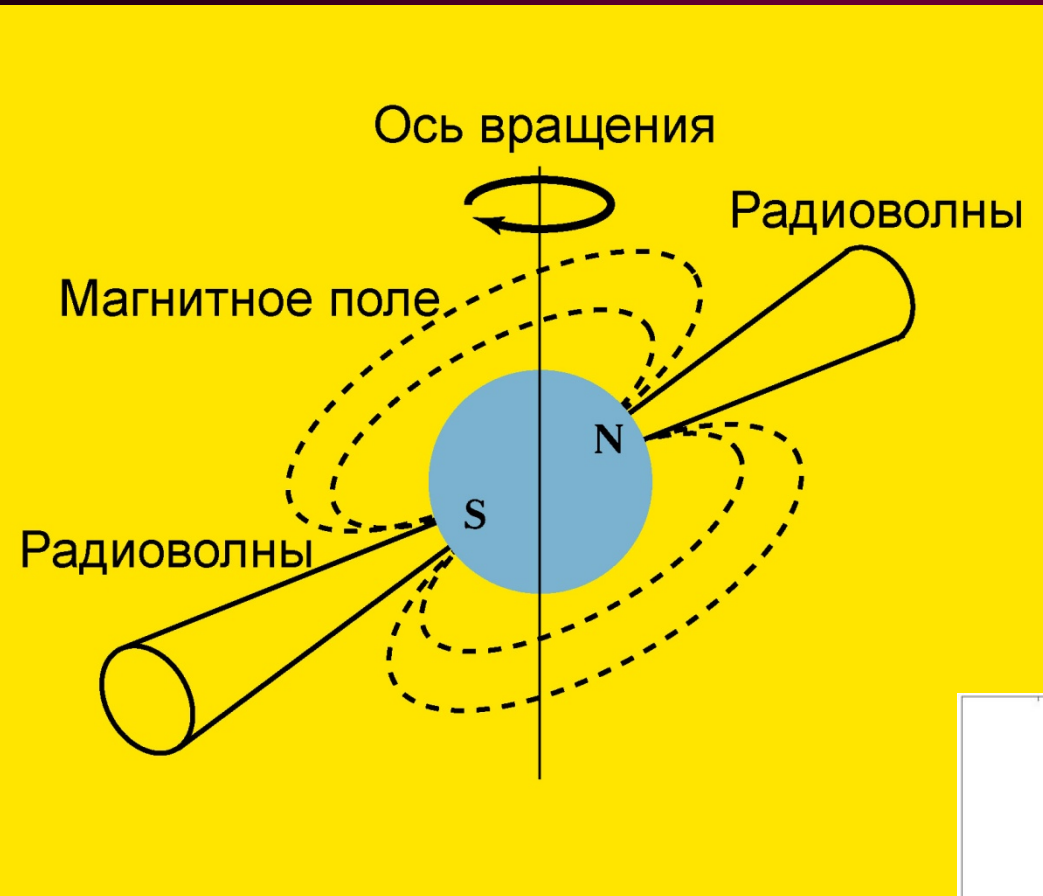 Ось вращения
Радиоволны
Магнитное поле
N
S
Радиоволны